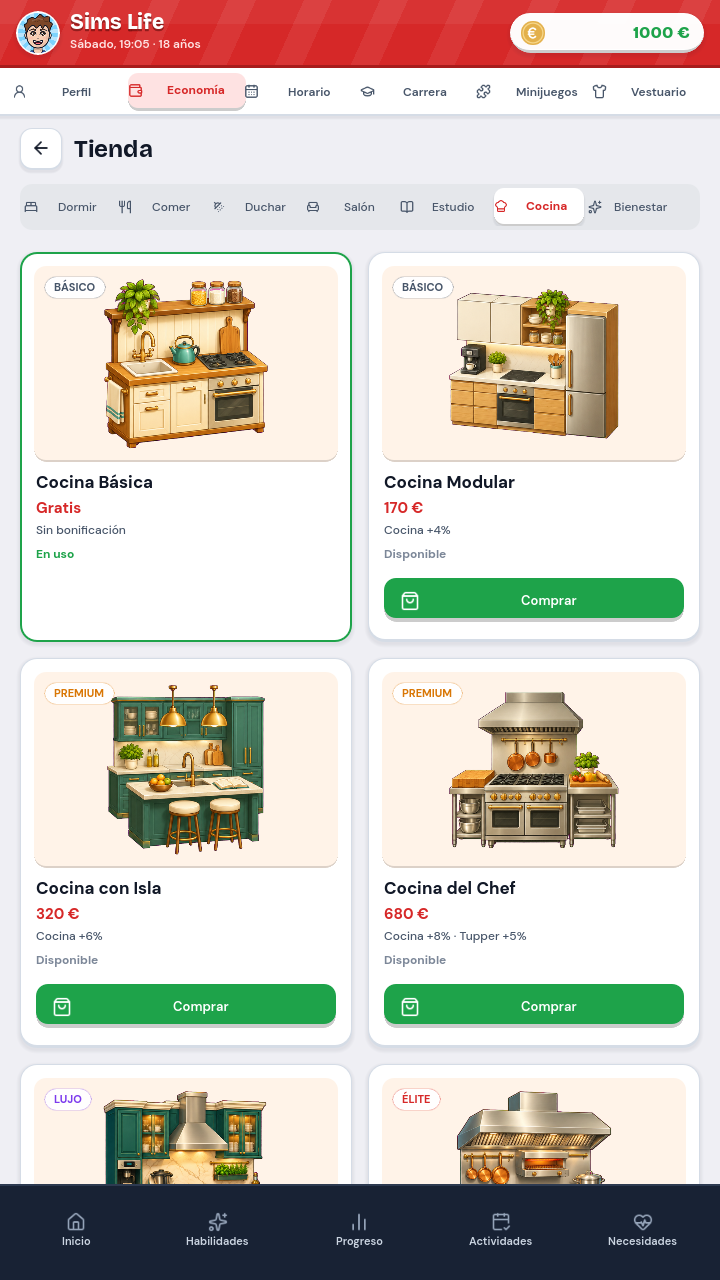 Sims Life
Sábado, 19:05 · 18 años
1000 €
Perfil
Economía
Horario
Carrera
Minijuegos
Vestuario
Tienda
Dormir
Comer
Duchar
Salón
Estudio
Cocina
Bienestar
BÁSICO
Cocina Básica
Gratis
Sin bonificación
En uso
BÁSICO
Cocina Modular
170 €
Cocina +4%
Disponible
Comprar
PREMIUM
Cocina con Isla
320 €
Cocina +6%
Disponible
Comprar
PREMIUM
Cocina del Chef
680 €
Cocina +8% · Tupper +5%
Disponible
Comprar
LUJO
ÉLITE
Inicio
Habilidades
Progreso
Actividades
Necesidades